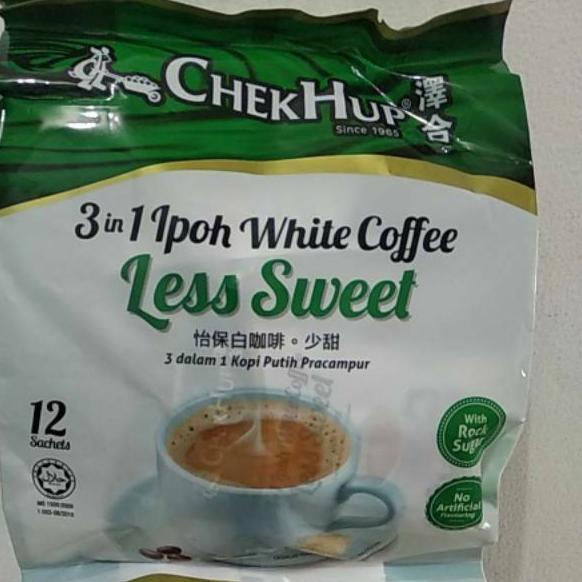 CHEKHUP®
Since 1965
澤合
3 in 1 Ipoh White Coffee
Less Sweet
怡保白咖啡。少甜
3 dalam 1 Kopi Putih Pracampur
12
Sachets
With
Rock
Sugar
No
Artificial
Flavouring